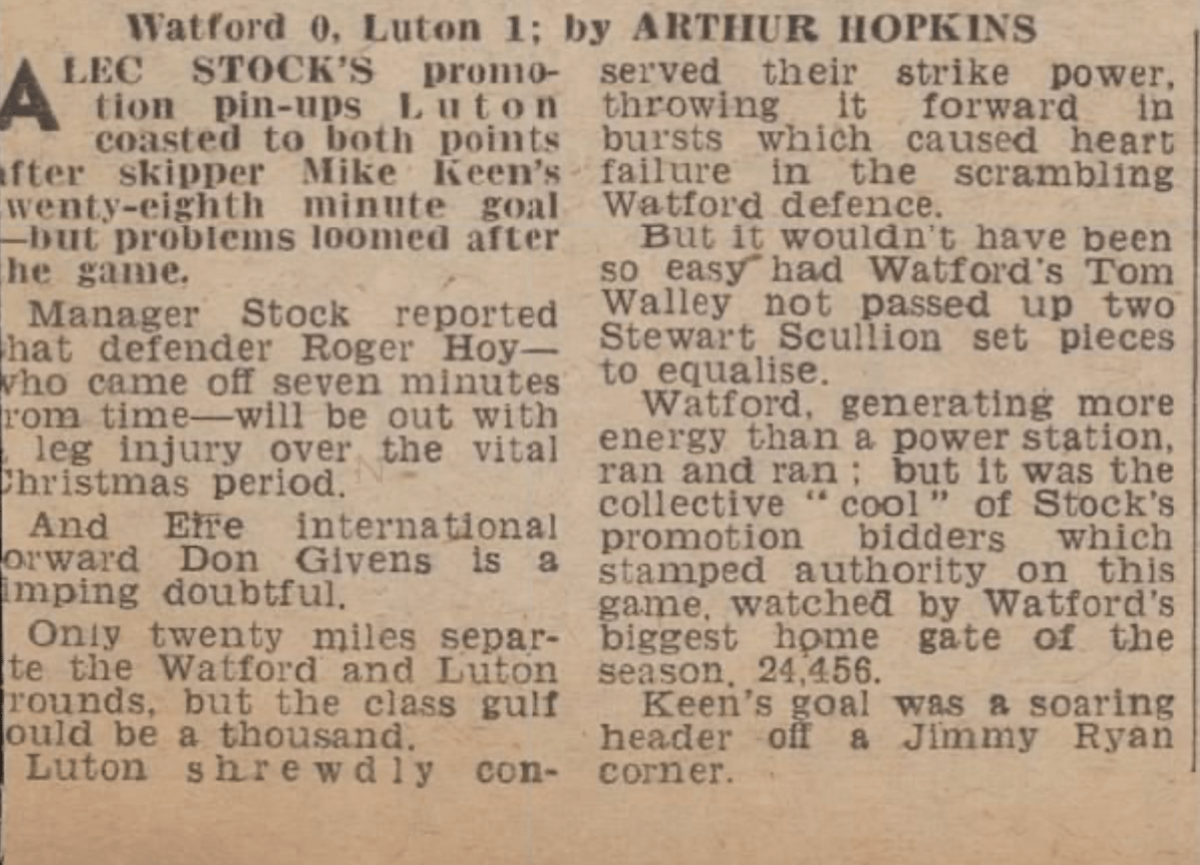 Watford 0, Luton 1; by ARTHUR HOPKINS
ALEC STOCK'S promo-
tion pin-ups Luton
coasted to both points
fter skipper Mike Keen's
wenty-eighth minute goal
—but problems loomed after
he game.
Manager Stock reported
hat defender Roger Hoy—
who came off seven minutes
rom time—will be out with
leg injury over the vital
Christmas period.
And Eire international
orward Don Givens is a
imping doubtful.
Only twenty miles separ-
te the Watford and Luton
rounds, but the class gulf
ould be a thousand.
Luton shrewdly con-
served their strike power,
throwing it forward in
bursts which caused heart
failure in the scrambling
Watford defence.
But it wouldn't have been
so easy had Watford's Tom
Walley not passed up two
Stewart Scullion set pieces
to equalise.
Watford, generating more
energy than a power station,
ran and ran; but it was the
collective "cool" of Stock's
promotion bidders which
stamped authority on this
game, watched by Watford's
biggest home gate of the
season, 24,456.
Keen's goal was a soaring
header off a Jimmy Ryan
corner.